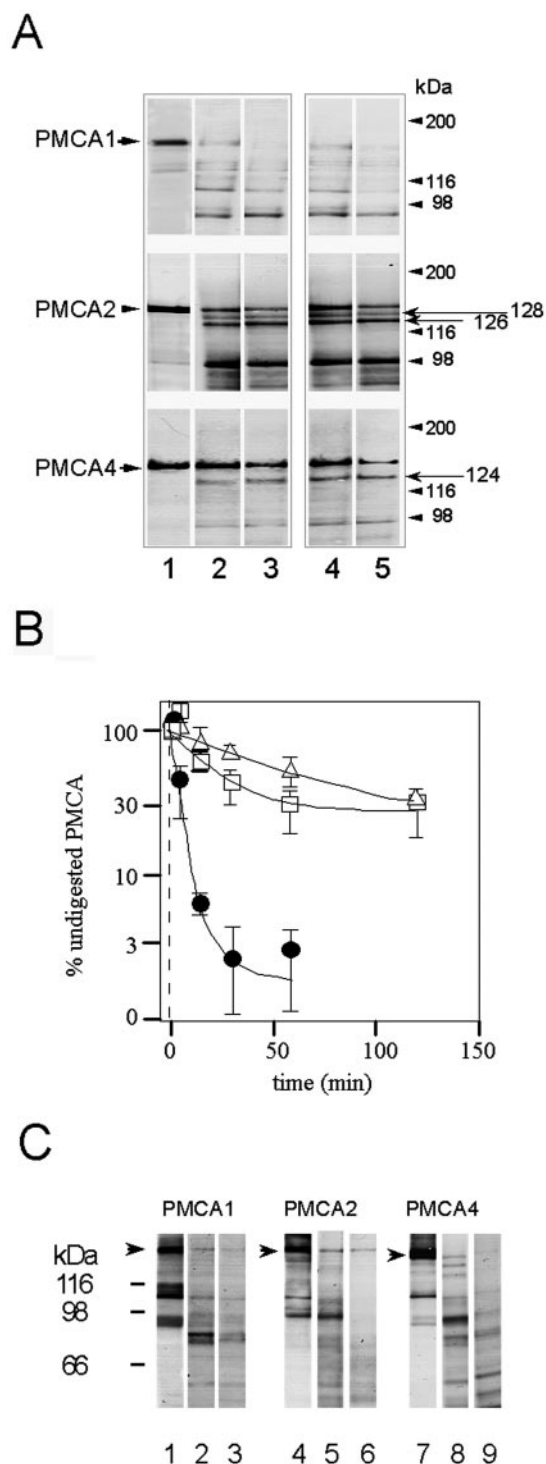 A
kDa
PMCA1
200
116
98
PMCA2
200
128
126
116
98
PMCA4
200
124
116
98
1 2 3 4 5
B
% undigested PMCA
100
30
10
3
0
0 50 100 150
time (min)
C
PMCA1 PMCA2 PMCA4
kDa
116
98
66
1 2 3 4 5 6 7 8 9